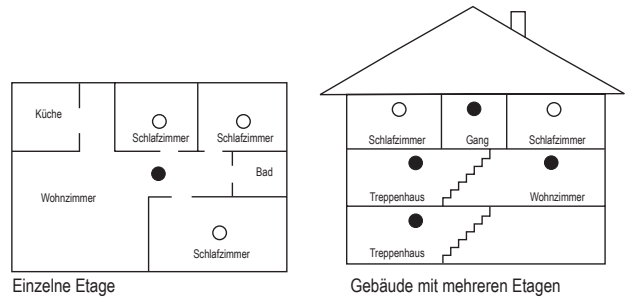 Küche
Schlafzimmer
Schlafzimmer
Wohnzimmer
Bad
Schlafzimmer
Einzelne Etage
Schlafzimmer
Gang
Schlafzimmer
Treppenhaus
Wohnzimmer
Treppenhaus
Gebäude mit mehreren Etagen